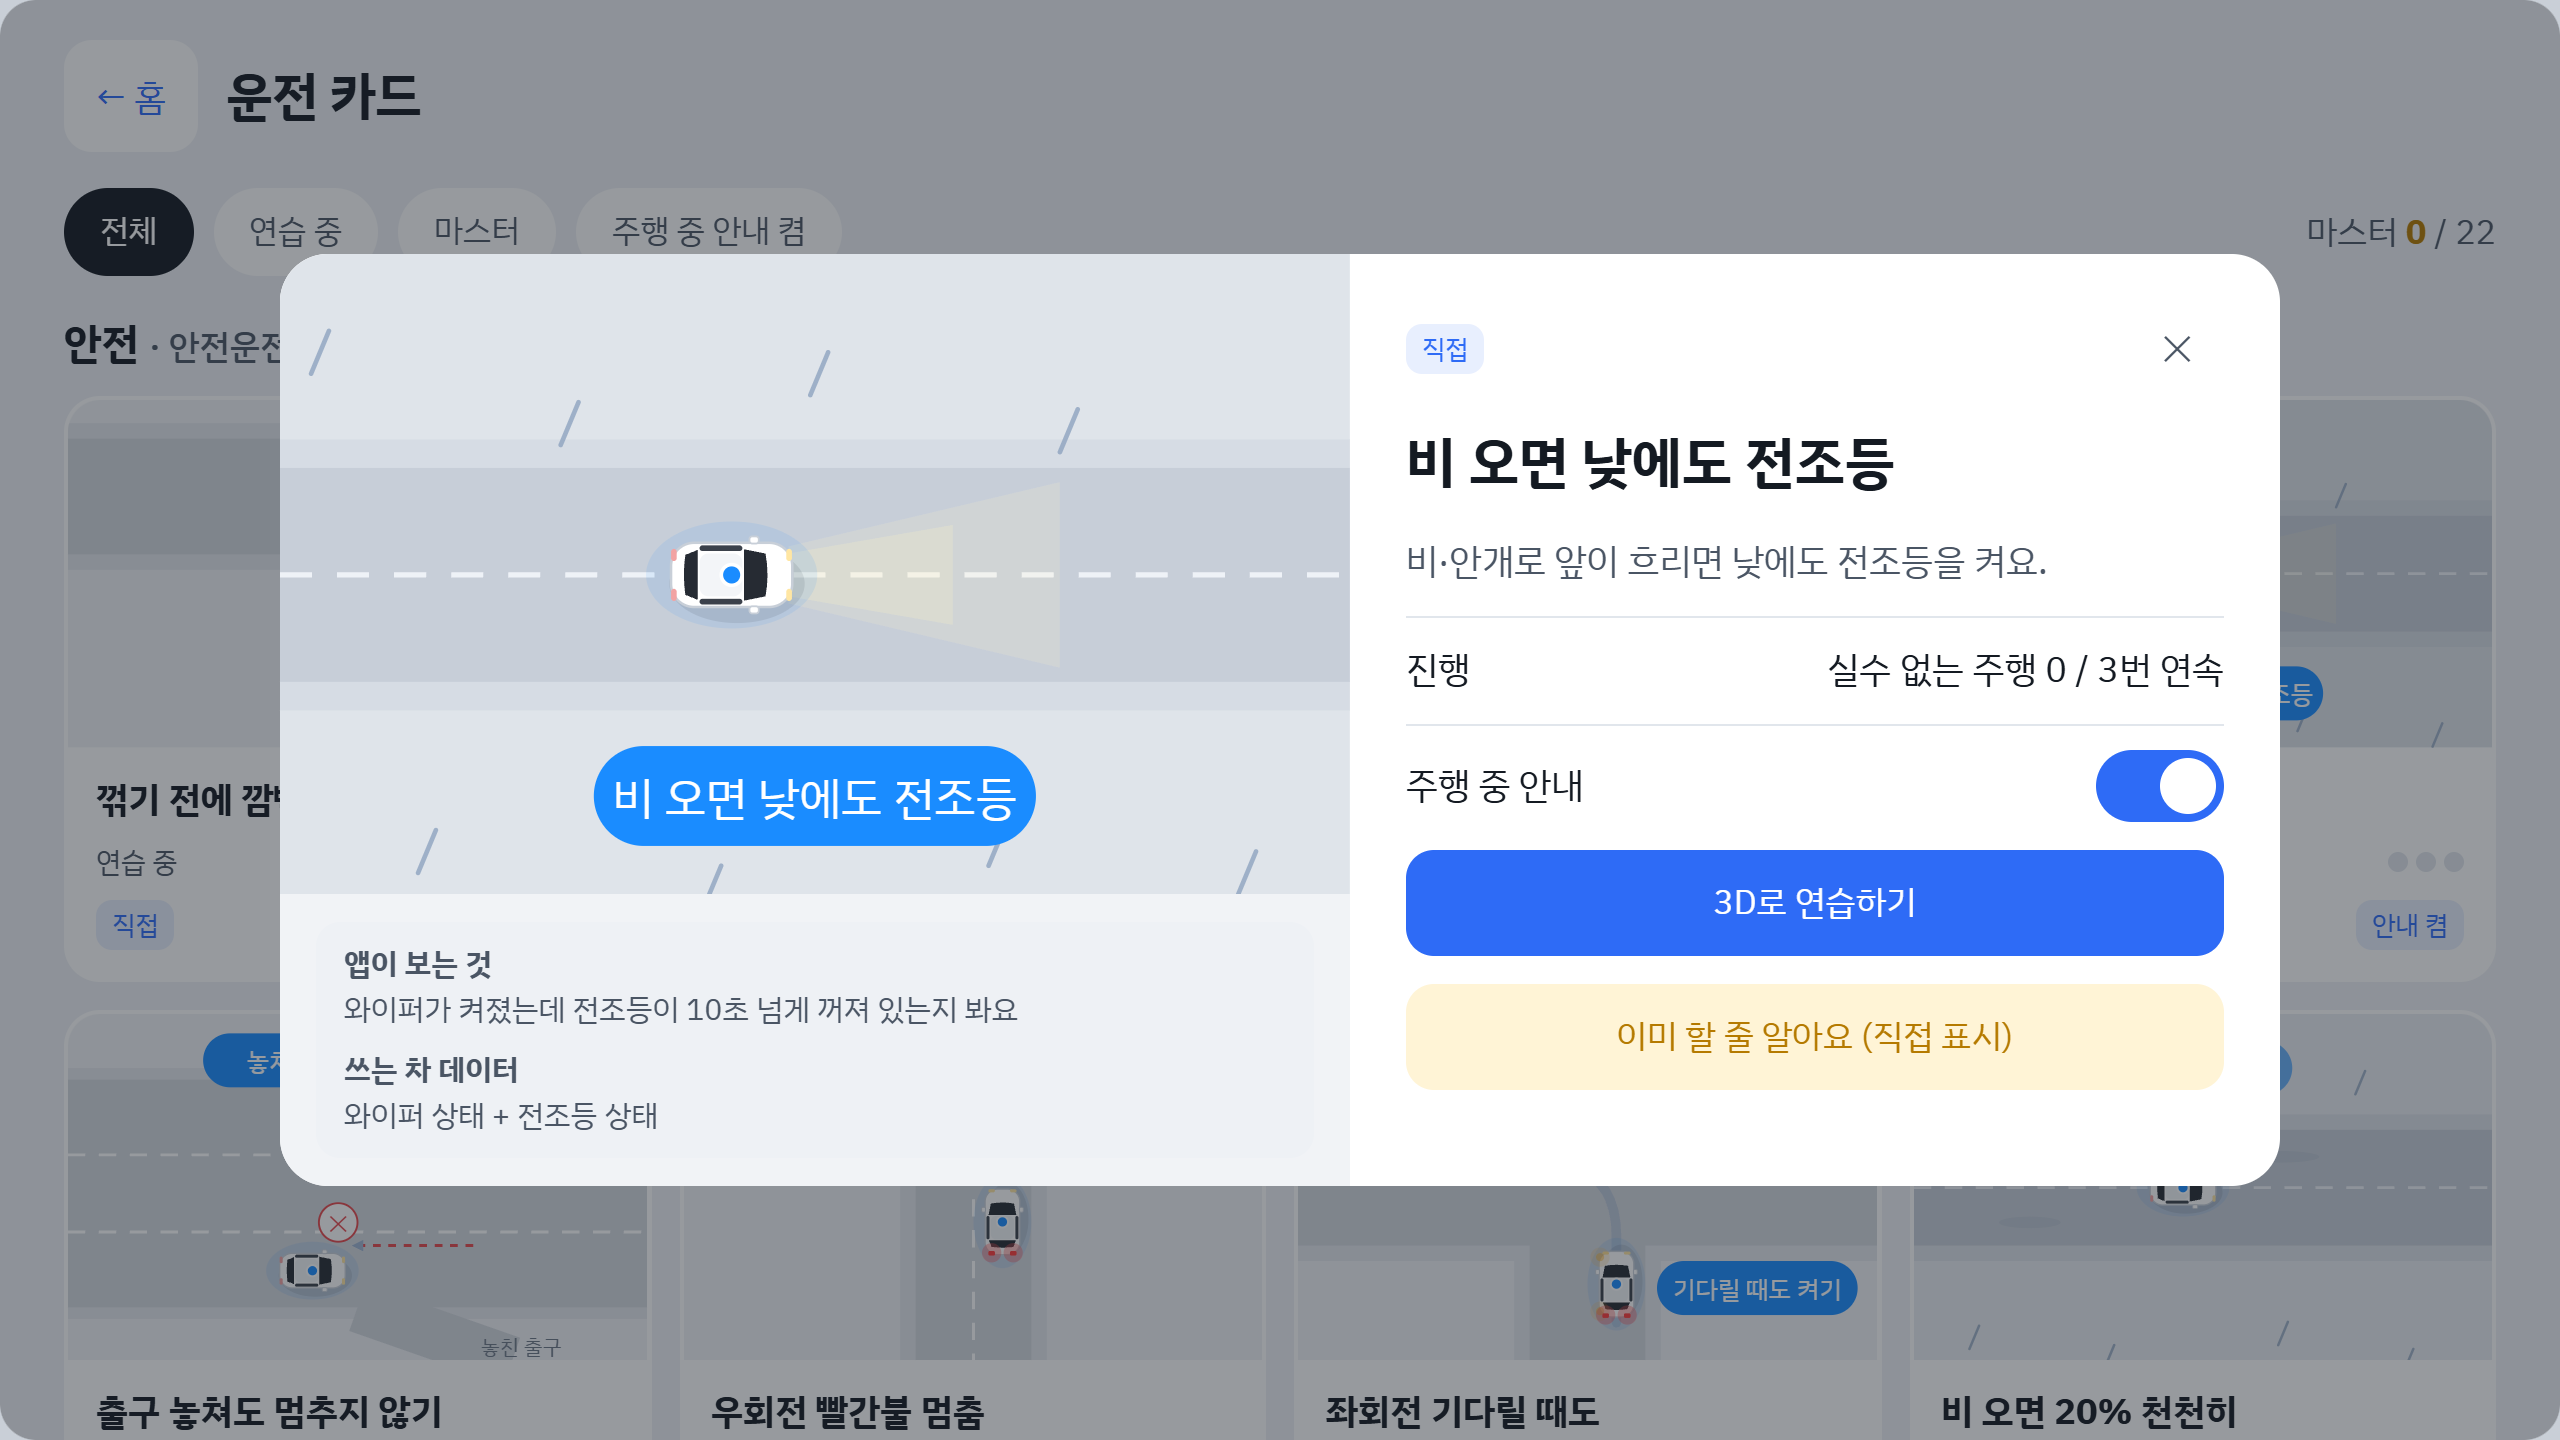 ← 홈
운전 카드
전체
연습 중
마스터
주행 중 안내 켬
마스터 0 / 22
안전 · 안전운전
직접
비 오면 낮에도 전조등
비·안개로 앞이 흐리면 낮에도 전조등을 켜요.
진행
실수 없는 주행 0 / 3번 연속
주행 중 안내
3D로 연습하기
이미 할 줄 알아요 (직접 표시)
비 오면 낮에도 전조등
앱이 보는 것
와이퍼가 켜졌는데 전조등이 10초 넘게 꺼져 있는지 봐요
쓰는 차 데이터
와이퍼 상태 + 전조등 상태
꺾기 전에
연습 중
직접
안내 켬
놓친 출구
기다릴 때도 켜기
출구 놓쳐도 멈추지 않기
우회전 빨간불 멈춤
좌회전 기다릴 때도
비 오면 20% 천천히